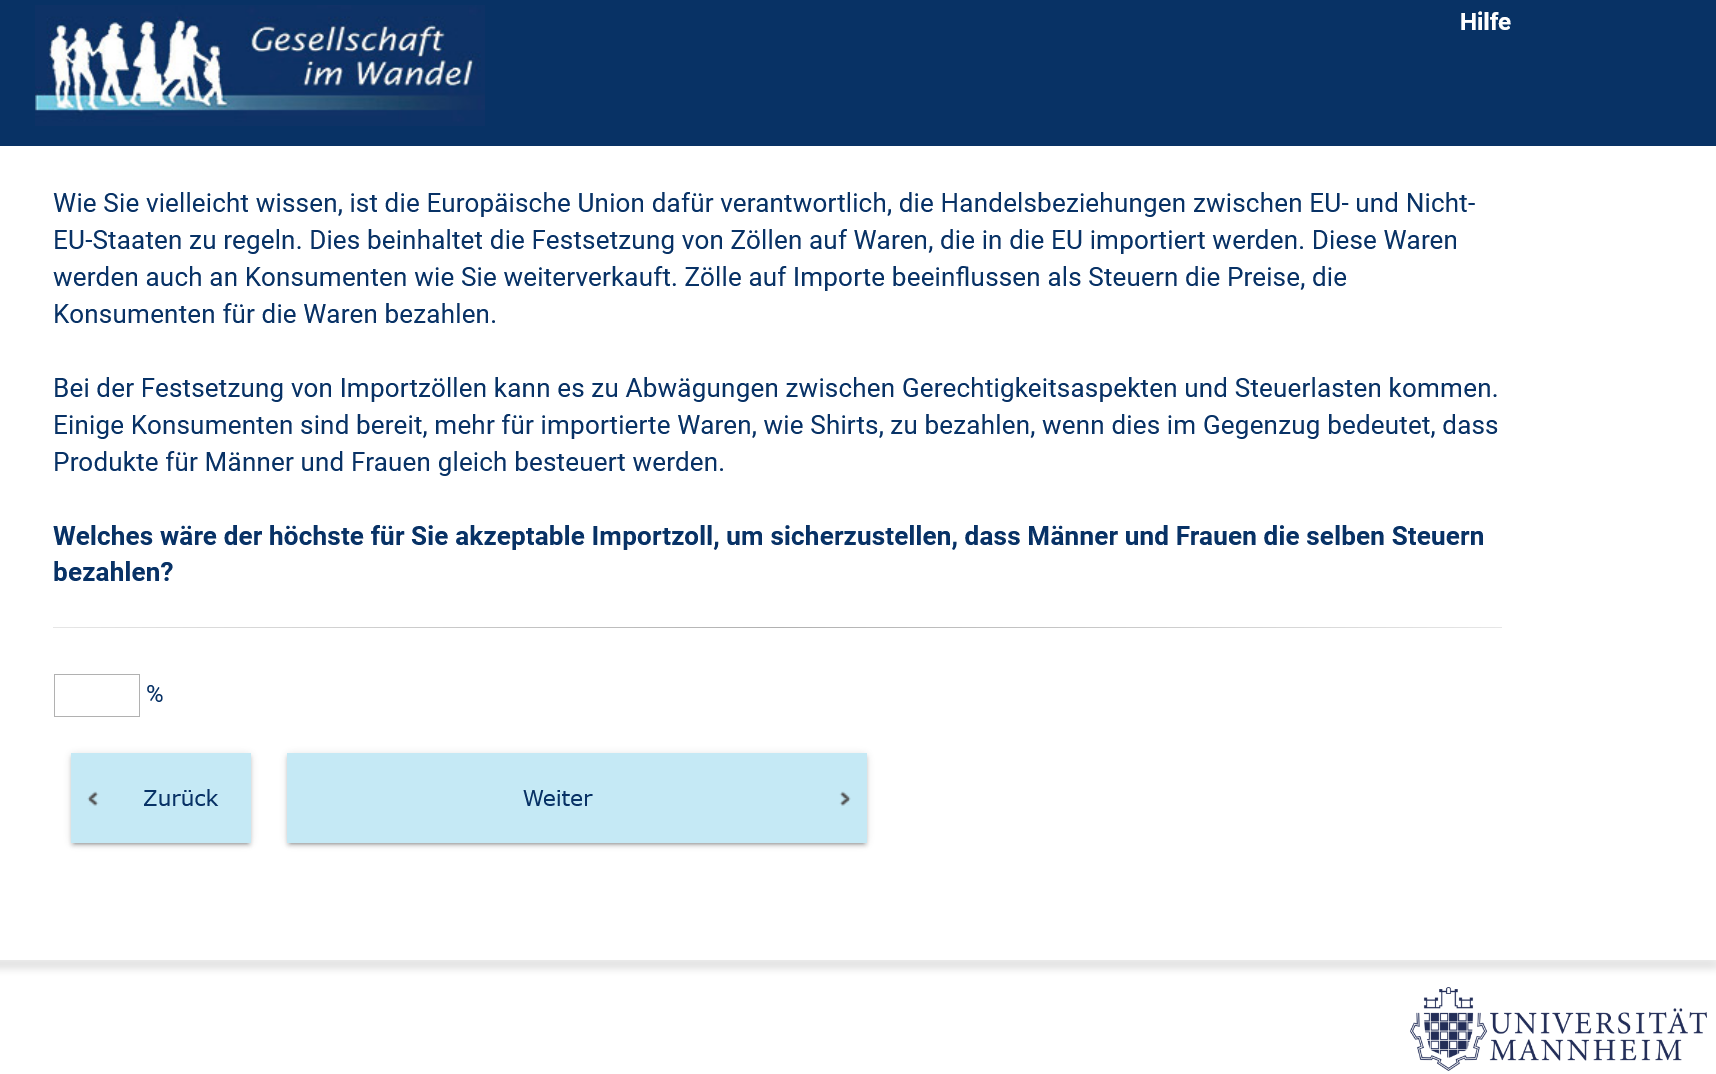 Gesellschaft
im Wandel
Hilfe
Wie Sie vielleicht wissen, ist die Europäische Union dafür verantwortlich, die Handelsbeziehungen zwischen EU- und Nicht-
EU-Staaten zu regeln. Dies beinhaltet die Festsetzung von Zöllen auf Waren, die in die EU importiert werden. Diese Waren
werden auch an Konsumenten wie Sie weiterverkauft. Zölle auf Importe beeinflussen als Steuern die Preise, die
Konsumenten für die Waren bezahlen.
Bei der Festsetzung von Importzöllen kann es zu Abwägungen zwischen Gerechtigkeitsaspekten und Steuerlasten kommen.
Einige Konsumenten sind bereit, mehr für importierte Waren, wie Shirts, zu bezahlen, wenn dies im Gegenzug bedeutet, dass
Produkte für Männer und Frauen gleich besteuert werden.
Welches wäre der höchste für Sie akzeptable Importzoll, um sicherzustellen, dass Männer und Frauen die selben Steuern
bezahlen?
%
Zurück
Weiter
UNIVERSITÄT
MANNHEIM